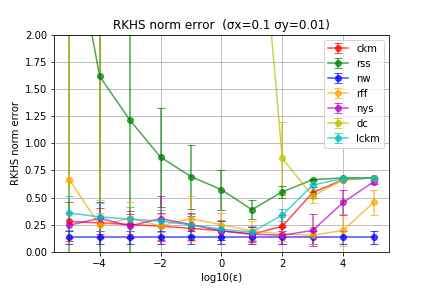 RKHS norm error (σx=0.1 σy=0.01)
2.00
1.75
1.50
1.25
1.00
0.75
0.50
0.25
0.00
RKHS norm error
ckm
rss
nw
rff
nys
dc
lckm
−4
−2
0
2
4
log10(ε)